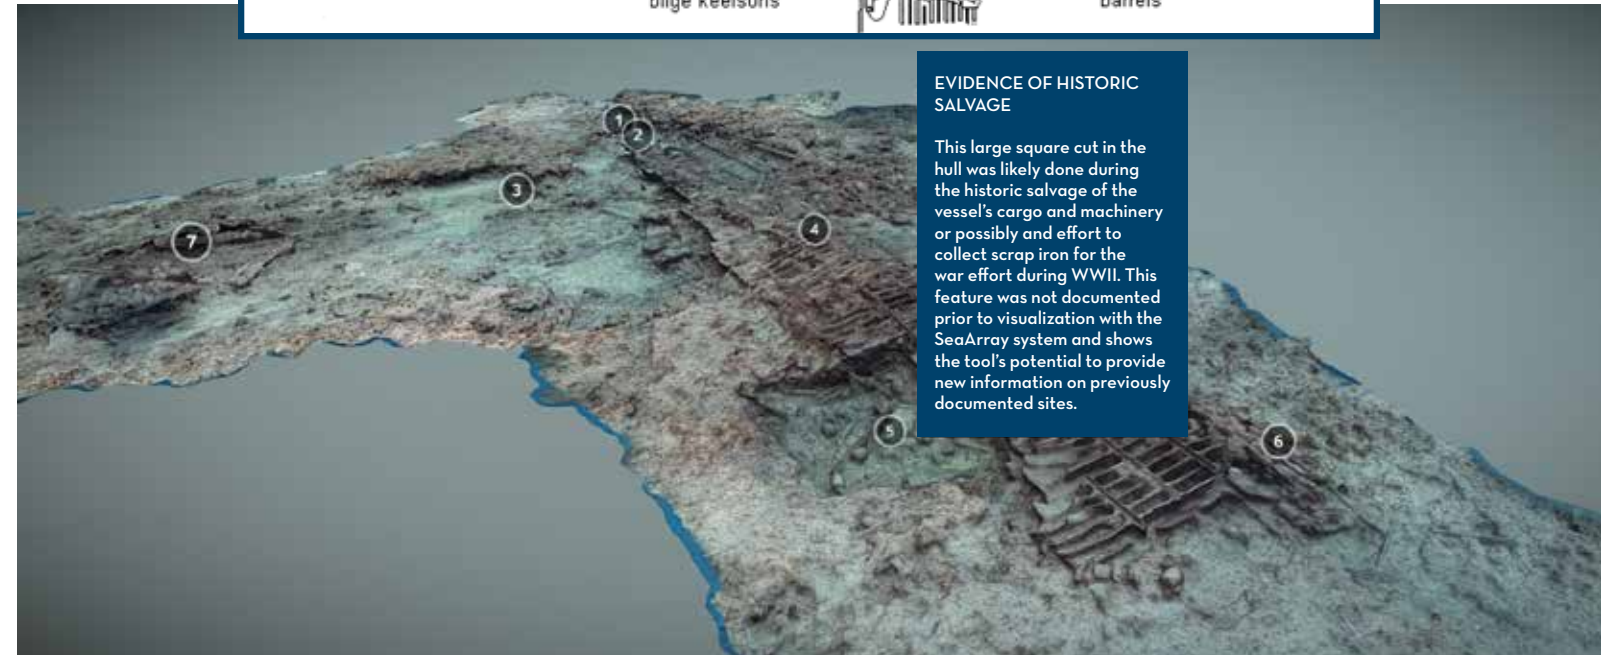 bilge keelsons
barrels
EVIDENCE OF HISTORIC
SALVAGE
This large square cut in the
hull was likely done during
the historic salvage of the
vessel's cargo and machinery
or possibly and effort to
collect scrap iron for the
war effort during WWII. This
feature was not documented
prior to visualization with the
SeaArray system and shows
the tool's potential to provide
new information on previously
documented sites.
1
2
3
4
7
5
6